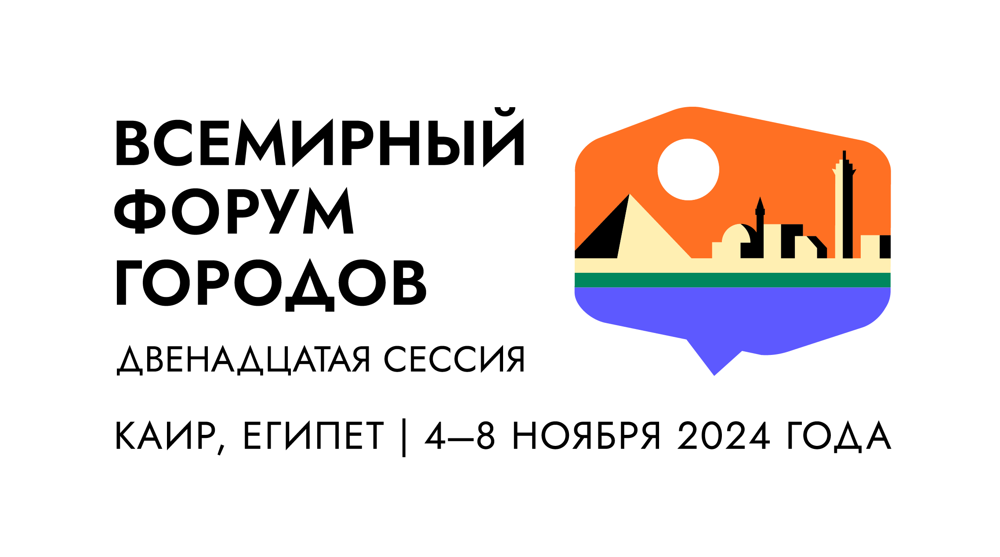 ВСЕМИРНЫЙ
ФОРУМ
ГОРОДОВ
ДВЕНАДЦАТАЯ СЕССИЯ
КАИР, ЕГИПЕТ | 4—8 НОЯБРЯ 2024 ГОДА